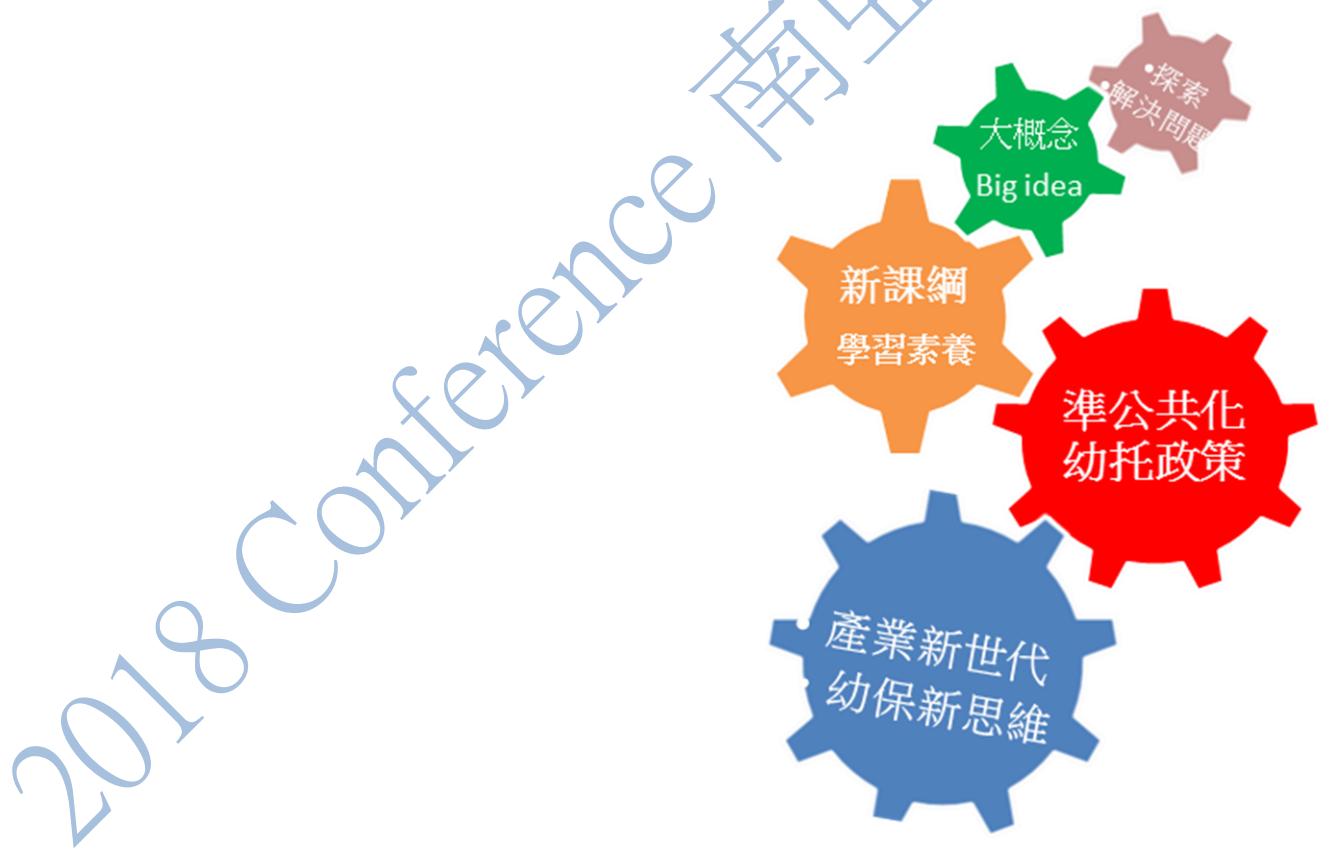 探索
解決問題
大概念
Big idea
新課綱
學習素養
準公共化
幼托政策
產業新世代
幼保新思維
2018 Conference 南